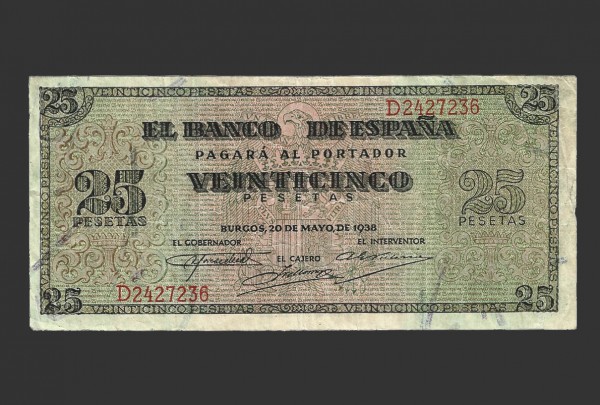 25 VEINTICINCO PESETAS VEINTICINCO PESETAS 25
D2427236
EL BANCO DE ESPAÑA
PAGARÁ AL PORTADOR
25 VEINTICINCO 25
PESETAS PESETAS PESETAS
BURGOS, 20 DE MAYO, DE 1938
EL GOBERNADOR EL INTERVENTOR
EL CAJERO
D2427236
25 25